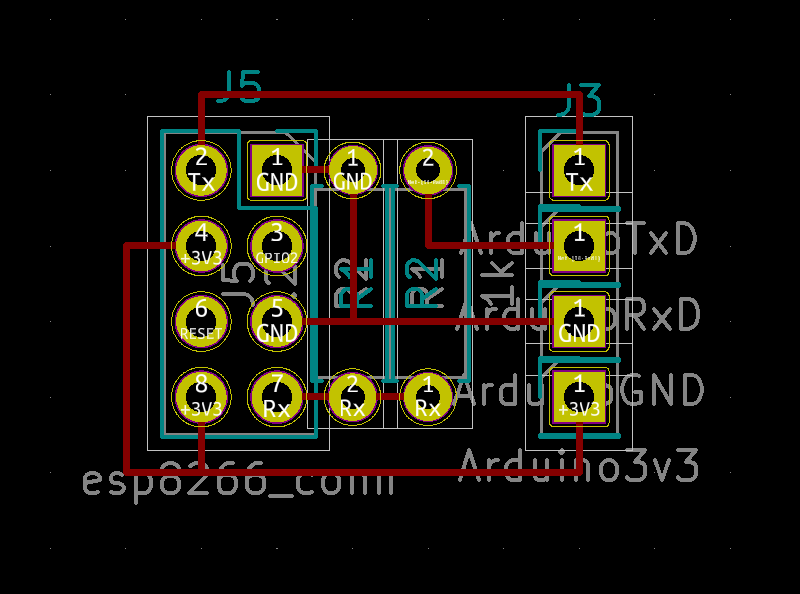 J5
J3
2
Tx
1
GND
1
GND
2
1
Tx
4
+3V3
3
GPIO2
1
ArduinoTxD
J5
R1
R2
1k
6
RESET
5
GND
1
GND
ArduinoRxD
8
+3V3
7
Rx
2
Rx
1
Rx
1
+3V3
ArduinoGND
esp8266_conn
Arduino3v3